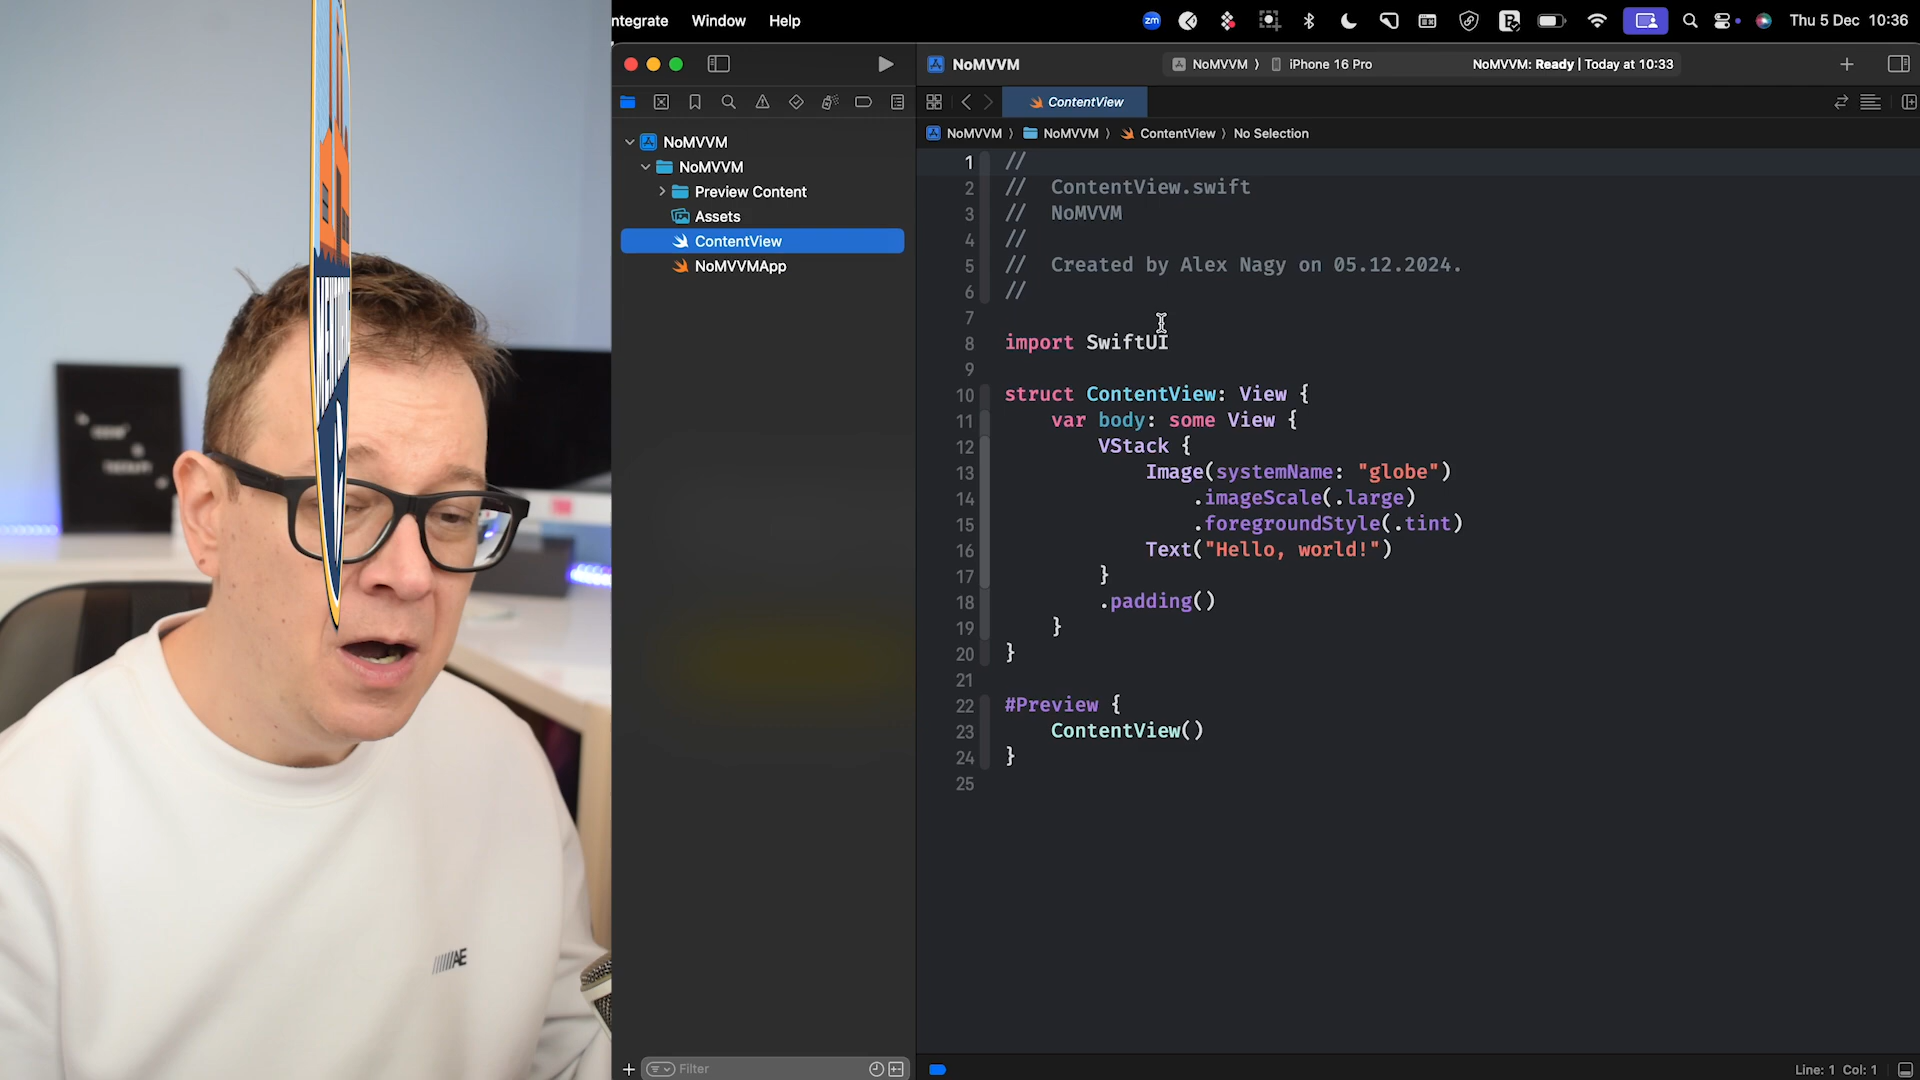 ntegrate Window Help
zm
Thu 5 Dec 10:36
NoMVVM
NoMVVM 〉 iPhone 16 Pro
NoMVVM: Ready | Today at 10:33
ContentView
NoMVVM 〉 NoMVVM 〉 ContentView 〉 No Selection
NoMVVM
NoMVVM
Preview Content
Assets
ContentView
NoMVVMApp
1 //
2 //  ContentView.swift
3 //  NoMVVM
4 //
5 //  Created by Alex Nagy on 05.12.2024.
6 //
7
8 import SwiftUI
9
10 struct ContentView: View {
11     var body: some View {
12         VStack {
13             Image(systemName: "globe")
14                 .imageScale(.large)
15                 .foregroundStyle(.tint)
16             Text("Hello, world!")
17         }
18         .padding()
19     }
20 }
21
22 #Preview {
23     ContentView()
24 }
25
AE
Filter
Line: 1 Col: 1